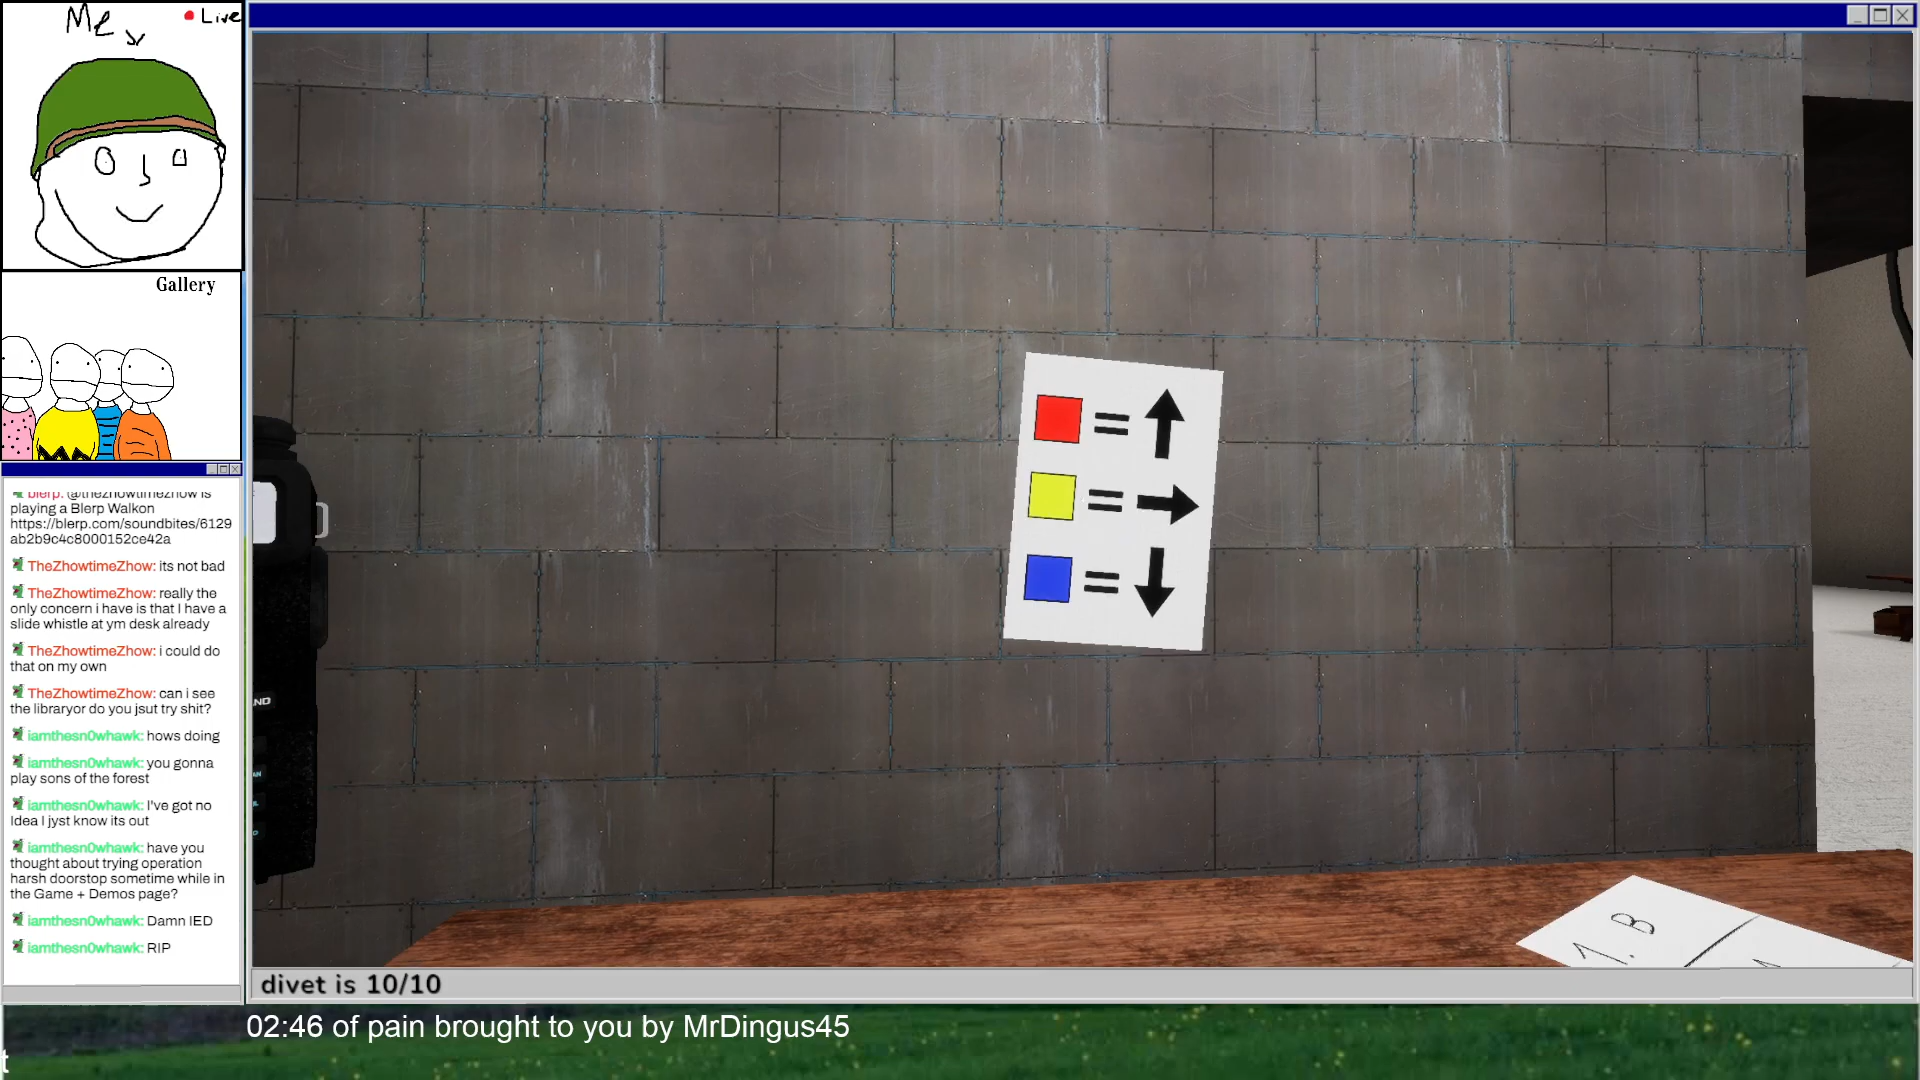 Me
Live
Gallery
blerp: @thezhowtimezhow is
playing a Blerp Walkon
https://blerp.com/soundbites/6129
ab2b9c4c8000152ce42a
TheZhowtimeZhow: its not bad
TheZhowtimeZhow: really the
only concern i have is that I have a
slide whistle at ym desk already
TheZhowtimeZhow: i could do
that on my own
TheZhowtimeZhow: can i see
the libraryor do you jsut try shit?
iamthesn0whawk: hows doing
iamthesn0whawk: you gonna
play sons of the forest
iamthesn0whawk: I've got no
Idea I jyst know its out
iamthesn0whawk: have you
thought about trying operation
harsh doorstop sometime while in
the Game + Demos page?
iamthesn0whawk: Damn IED
iamthesn0whawk: RIP
=
=
=
1. B
divet is 10/10
02:46 of pain brought to you by MrDingus45
t